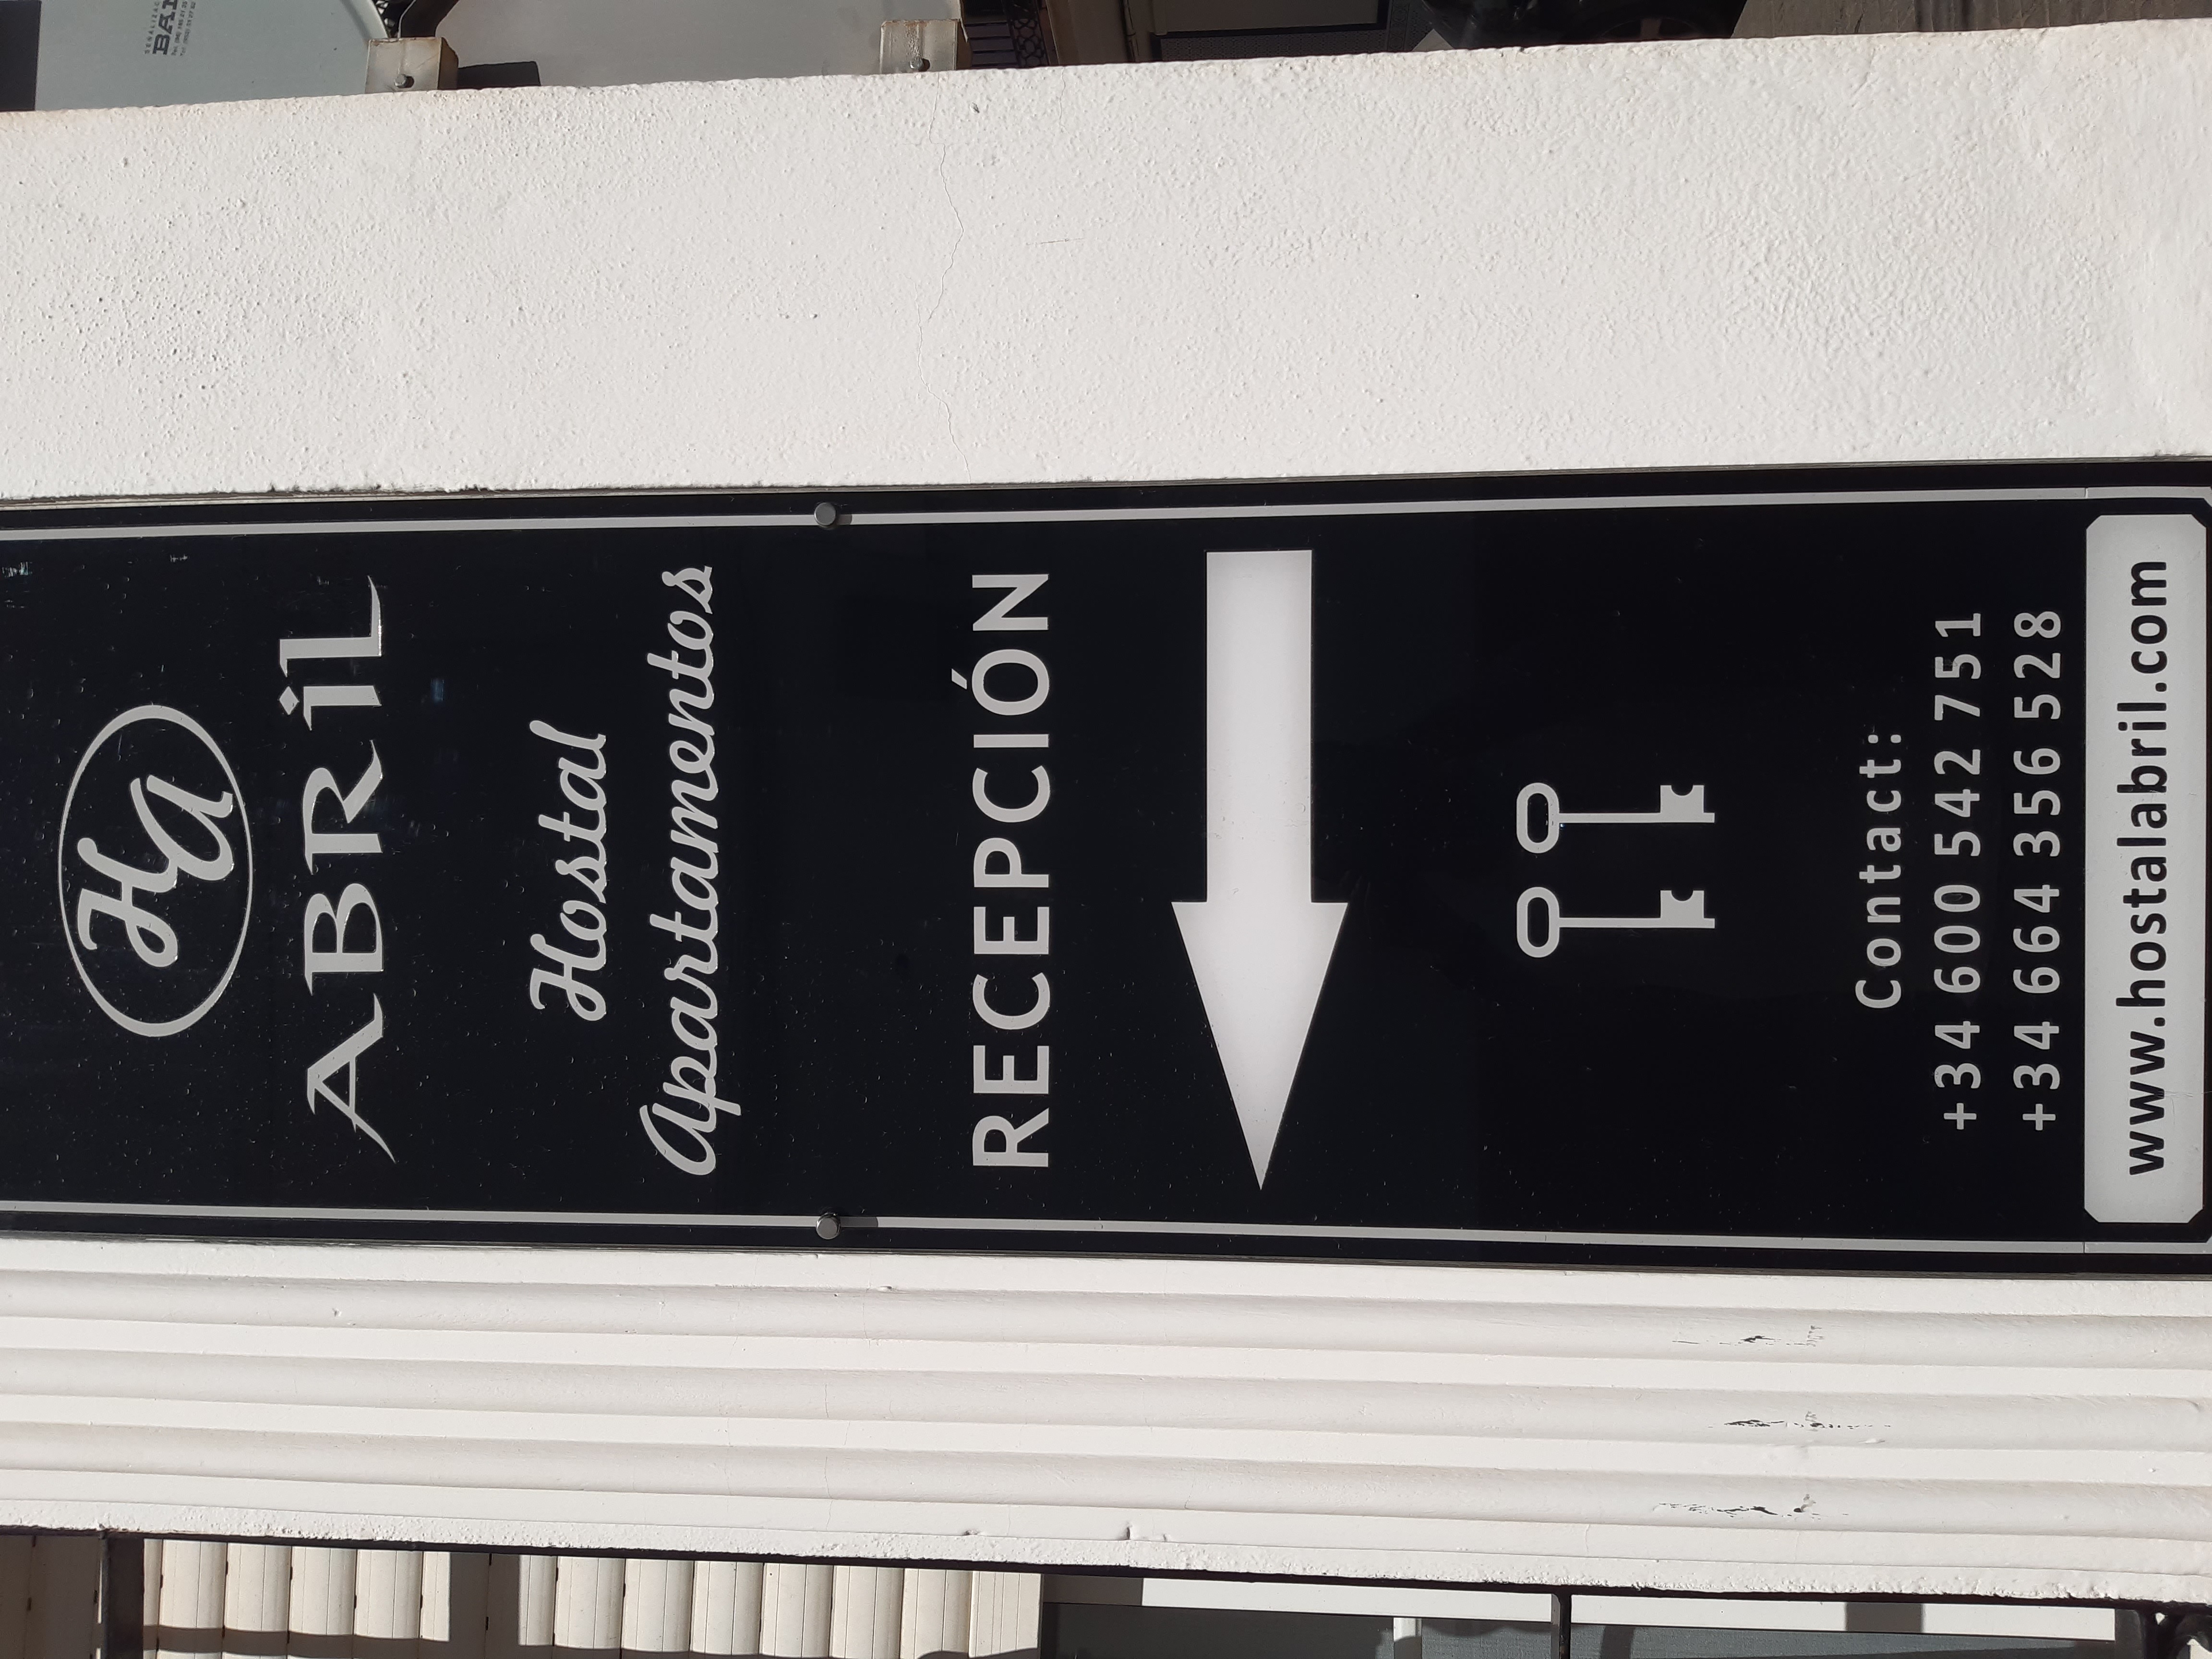 Ha
ABRiL
Hostal
Apartamentos
RECEPCIÓN
Contact:
+34 600 542 751
+34 664 356 528
www.hostalabril.com